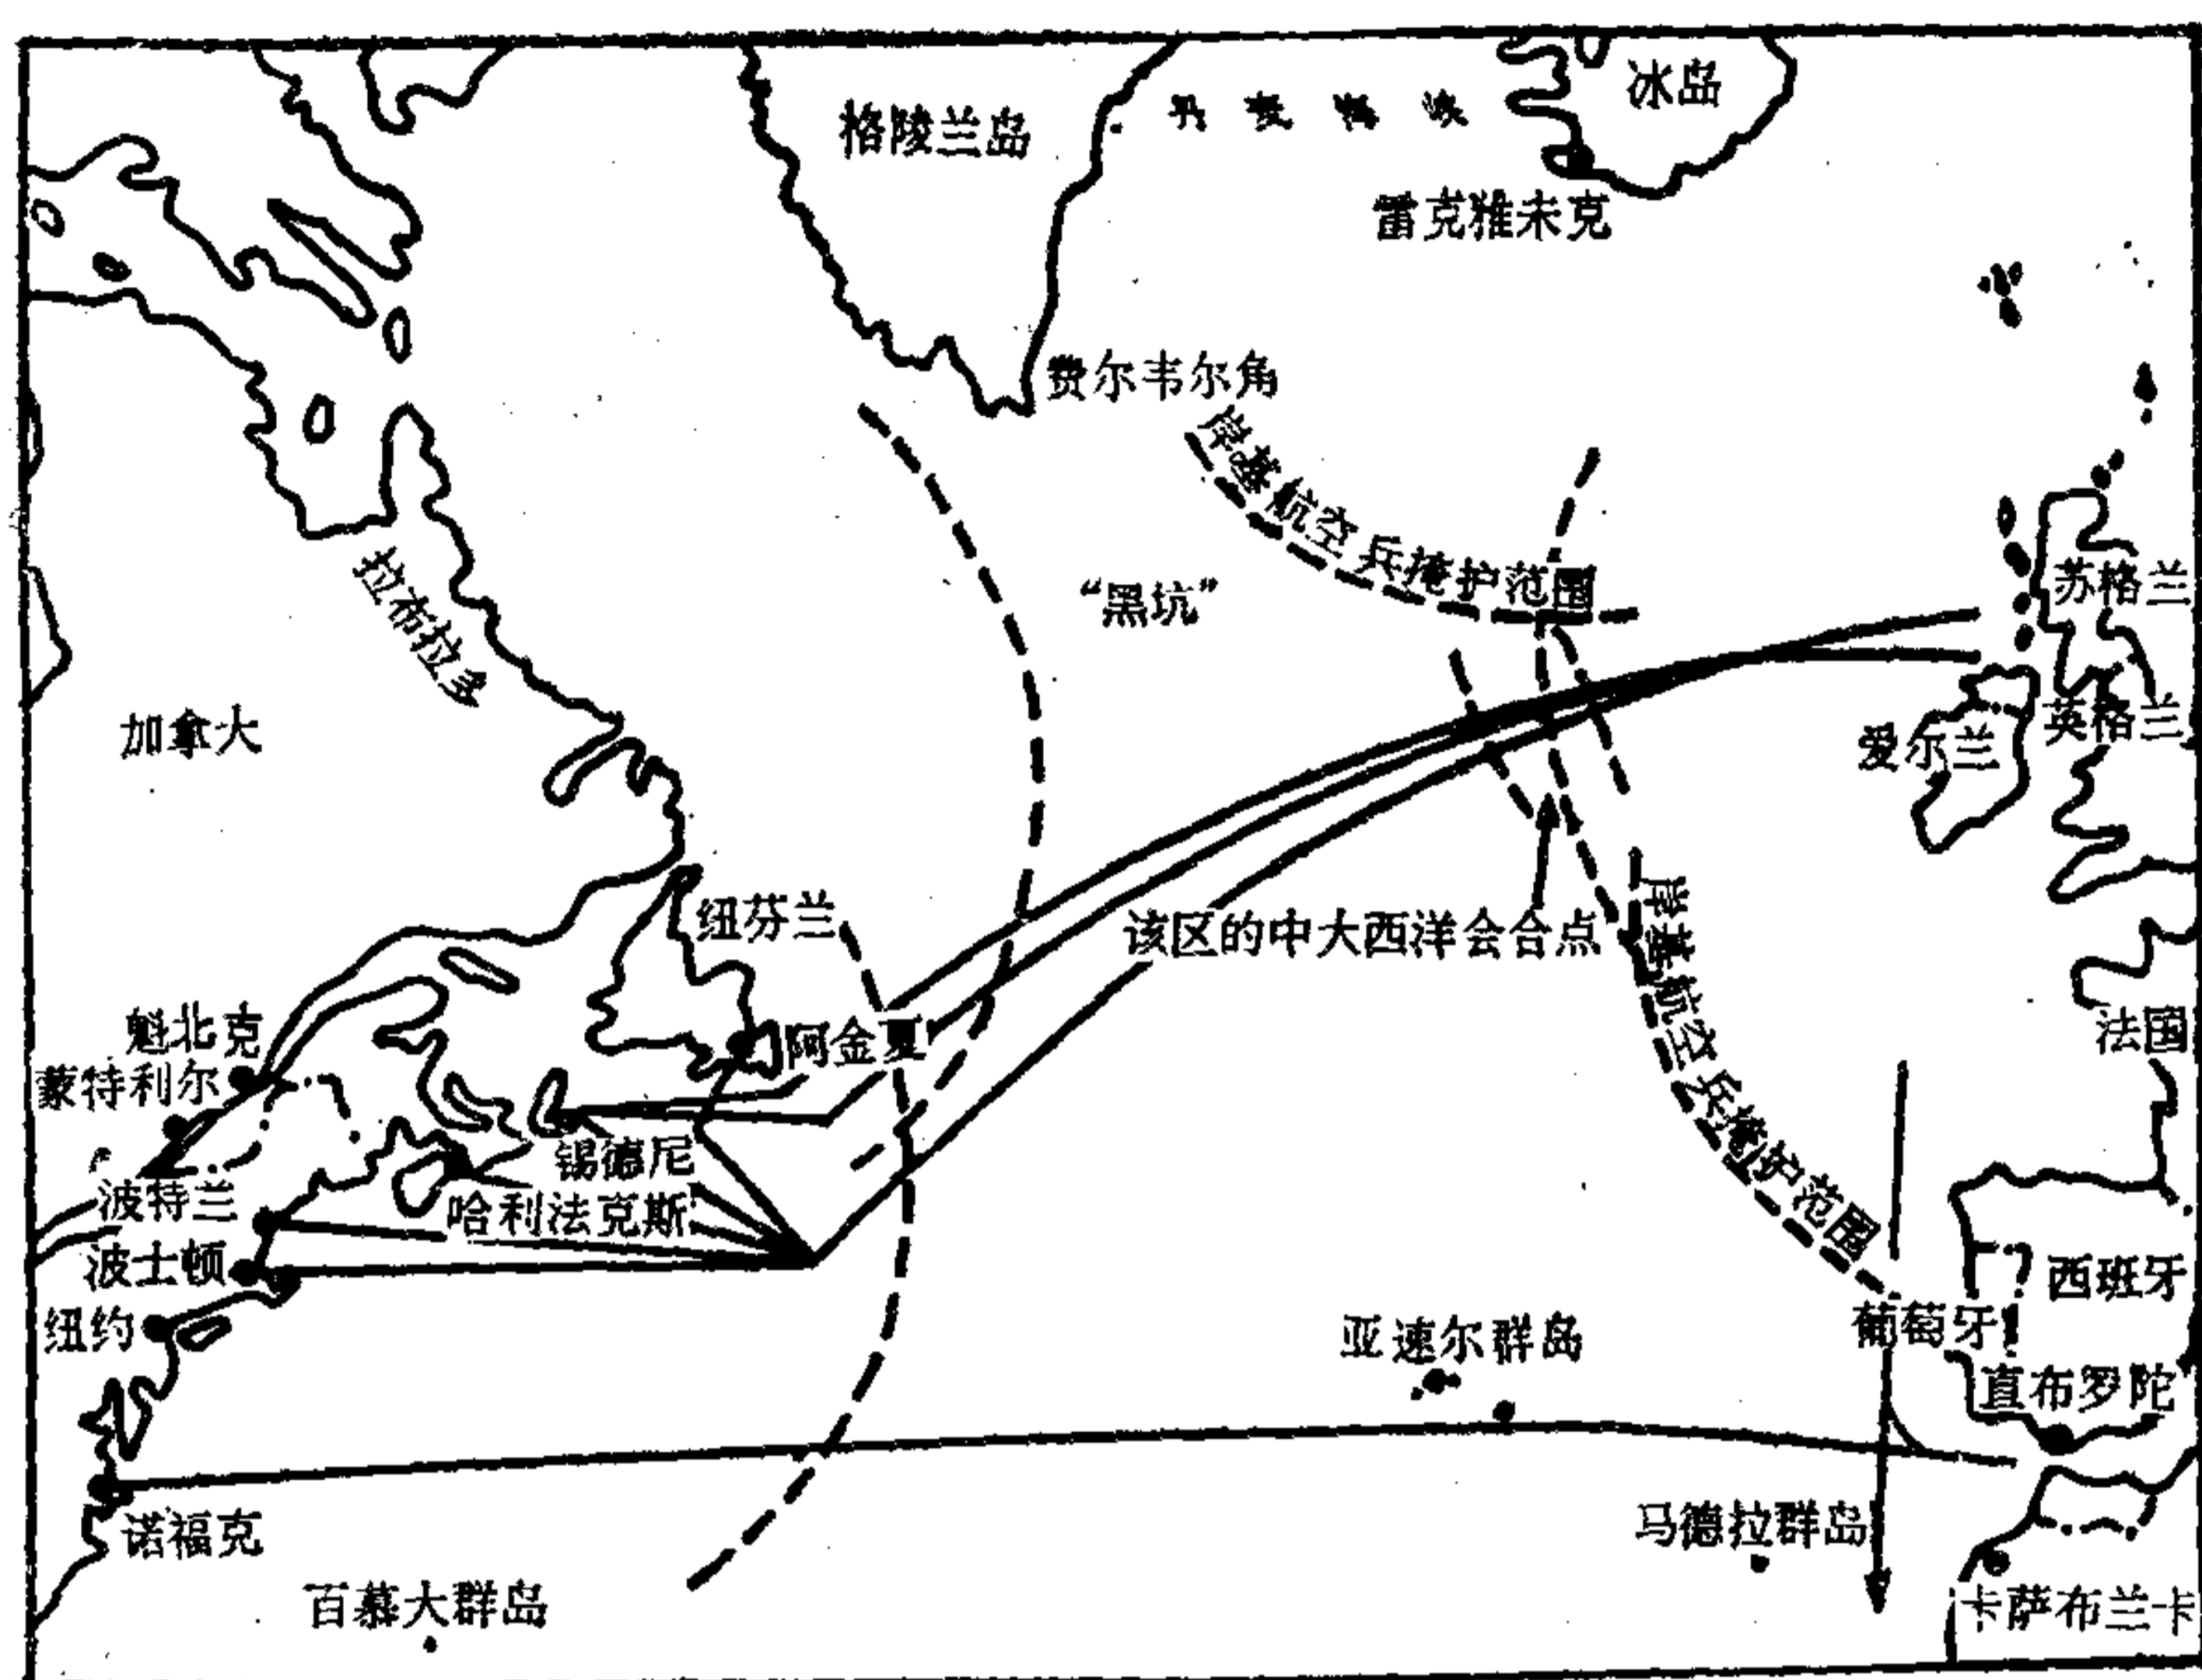 冰岛
格陵兰岛
丹麦海峡
雷克雅未克
费尔韦尔角
岸基航空兵掩护范围
“黑坑”
苏格兰
拉布拉多
加拿大
英格兰
爱尔兰
纽芬兰
该区的中大西洋会合点
岸基航空兵掩护范围
魁北克
阿金夏
法国
蒙特利尔
锡德尼
波特兰
哈利法克斯
波士顿
西班牙
纽约
亚速尔群岛
葡萄牙
直布罗陀
诺福克
马德拉群岛
百慕大群岛
卡萨布兰卡